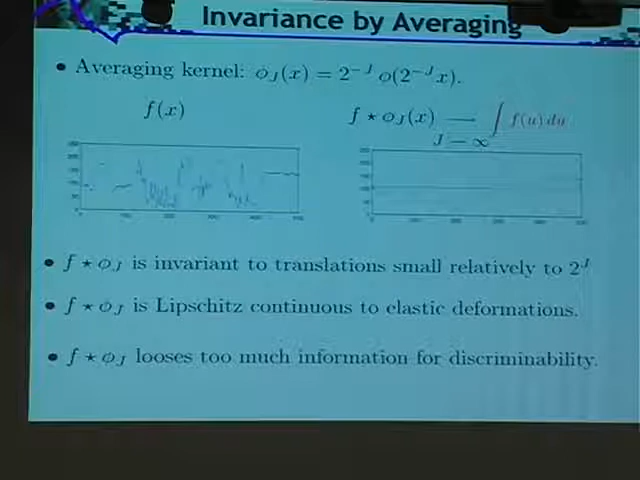 Invariance by Averaging
• Averaging kernel: ϕ_J(x) = 2^{-J} ϕ(2^{-J}x).
f(x)
f ⋆ ϕ_J(x) → ∫ f(u) du
J → ∞
• f ⋆ ϕ_J is invariant to translations small relatively to 2^J
• f ⋆ ϕ_J is Lipschitz continuous to elastic deformations.
• f ⋆ ϕ_J looses too much information for discriminability.